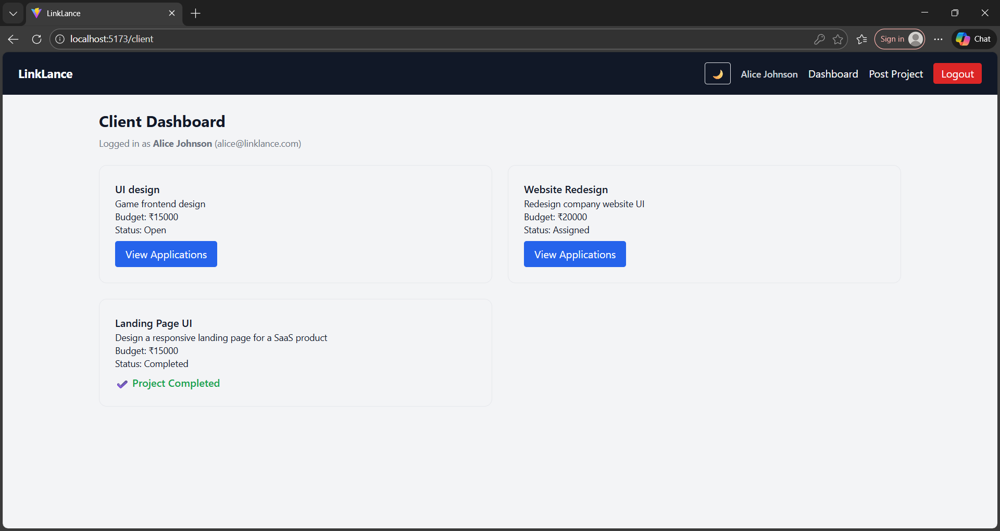 LinkLance
localhost:5173/client
Sign in
Chat
LinkLance
Alice Johnson
Dashboard
Post Project
Logout
Client Dashboard
Logged in as Alice Johnson (alice@linklance.com)
UI design
Game frontend design
Budget: ₹15000
Status: Open
View Applications
Website Redesign
Redesign company website UI
Budget: ₹20000
Status: Assigned
View Applications
Landing Page UI
Design a responsive landing page for a SaaS product
Budget: ₹15000
Status: Completed
Project Completed